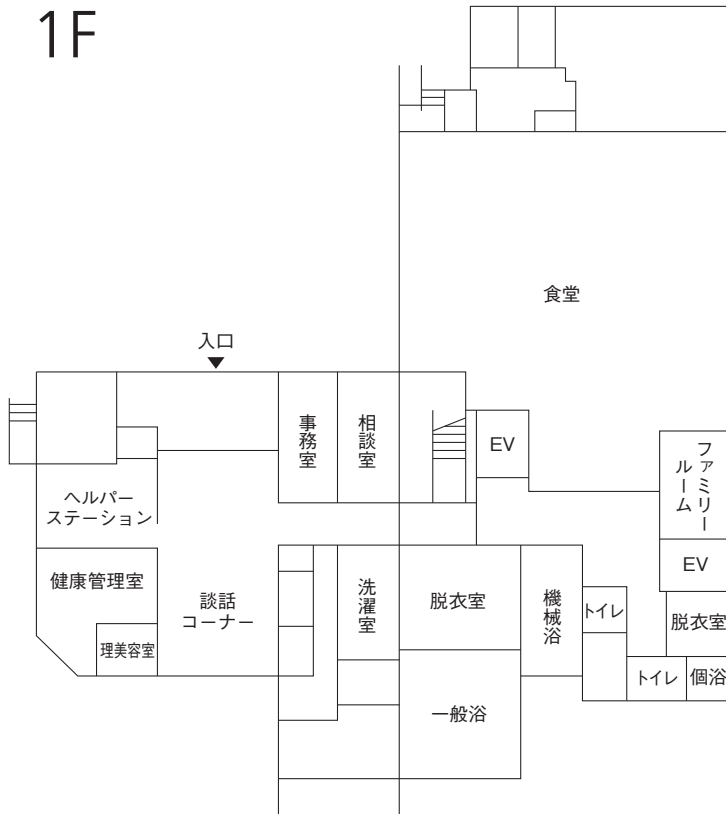 1F
食堂
入口
事務室
相談室
EV
ファミリー
ルーム
ヘルパー
ステーション
EV
健康管理室
談話
コーナー
洗濯室
脱衣室
機械浴
トイレ
脱衣室
理美容室
トイレ
個浴
一般浴